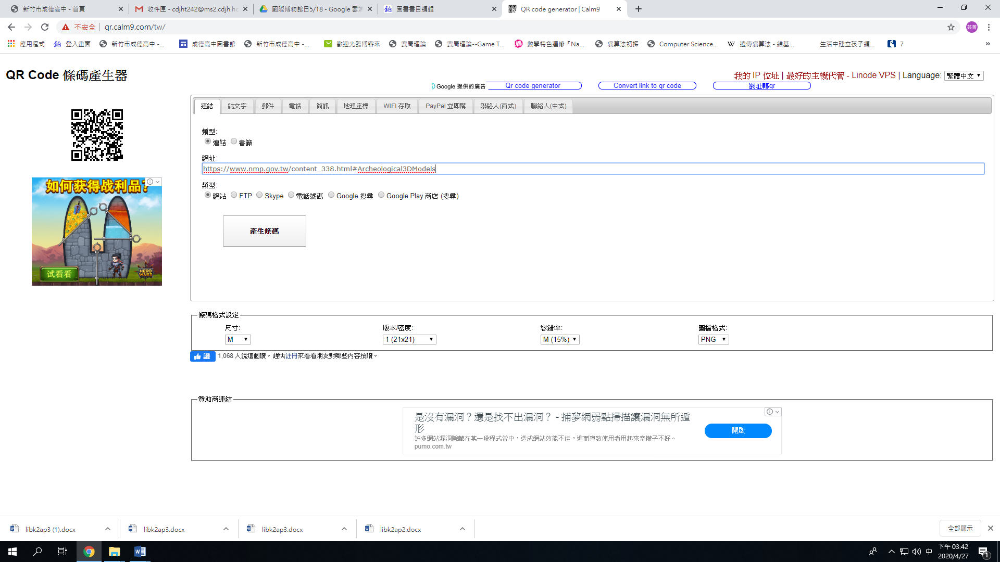 新竹市成德高中 - 首頁
收件匣 - cdjht242@ms2.cdjh.hc
國際博物館日5/18 - Google 雲端
圖書書目編輯
QR code generator | Calm9
不安全 | qr.calm9.com/tw/
芸菁
應用程式
登入畫面
新竹市成德高中 -...
成德高中圖書館
新竹市成德高中 -...
歡迎光臨博客來
賽局理論
賽局理論--Game T...
數學特色選修『Na...
演算法初探
Computer Science...
遺傳演算法 - 維基...
生活中建立孩子編...
7
QR Code 條碼產生器
我的 IP 位址 | 最好的主機代管 - Linode VPS | Language: 繁體中文
Google 提供的廣告
Qr code generator
Convert link to qr code
網址轉qr
連結
純文字
郵件
電話
簡訊
地理座標
WIFI 存取
PayPal 立即購
聯絡人(西式)
聯絡人(中式)
類型:
連結 書籤
網址:
https://www.nmp.gov.tw/content_338.html#Archeological3DModels
類型:
網站 FTP Skype 電話號碼 Google 搜尋 Google Play 商店 (搜尋)
產生條碼
如何获得战利品?
试看看
HERO WARS
條碼格式設定
尺寸:
版本/密度:
容錯率:
圖檔格式:
M
1 (21x21)
M (15%)
PNG
讚 1,068 人說這個讚。趕快註冊來看看朋友對哪些內容按讚。
贊助商連結
是沒有漏洞？還是找不出漏洞？ - 捕夢網弱點掃描讓漏洞無所遁
形
許多網站漏洞隱藏在某一段程式當中，造成網站效能不佳，進而導致使用者用起來奇檬子不好。
pumo.com.tw
開啟
libk2ap3 (1).docx
libk2ap3.docx
libk2ap3.docx
libk2ap2.docx
全部顯示
中
下午 03:42
2020/4/27
1